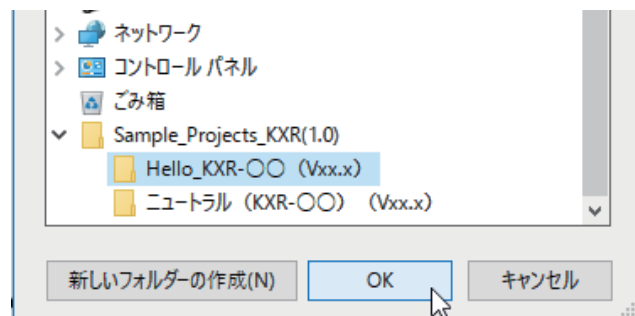 ネットワーク
コントロール パネル
ごみ箱
Sample_Projects_KXR(1.0)
Hello_KXR-〇〇（Vxx.x）
ニュートラル（KXR-〇〇）（Vxx.x）
新しいフォルダーの作成(N) OK キャンセル